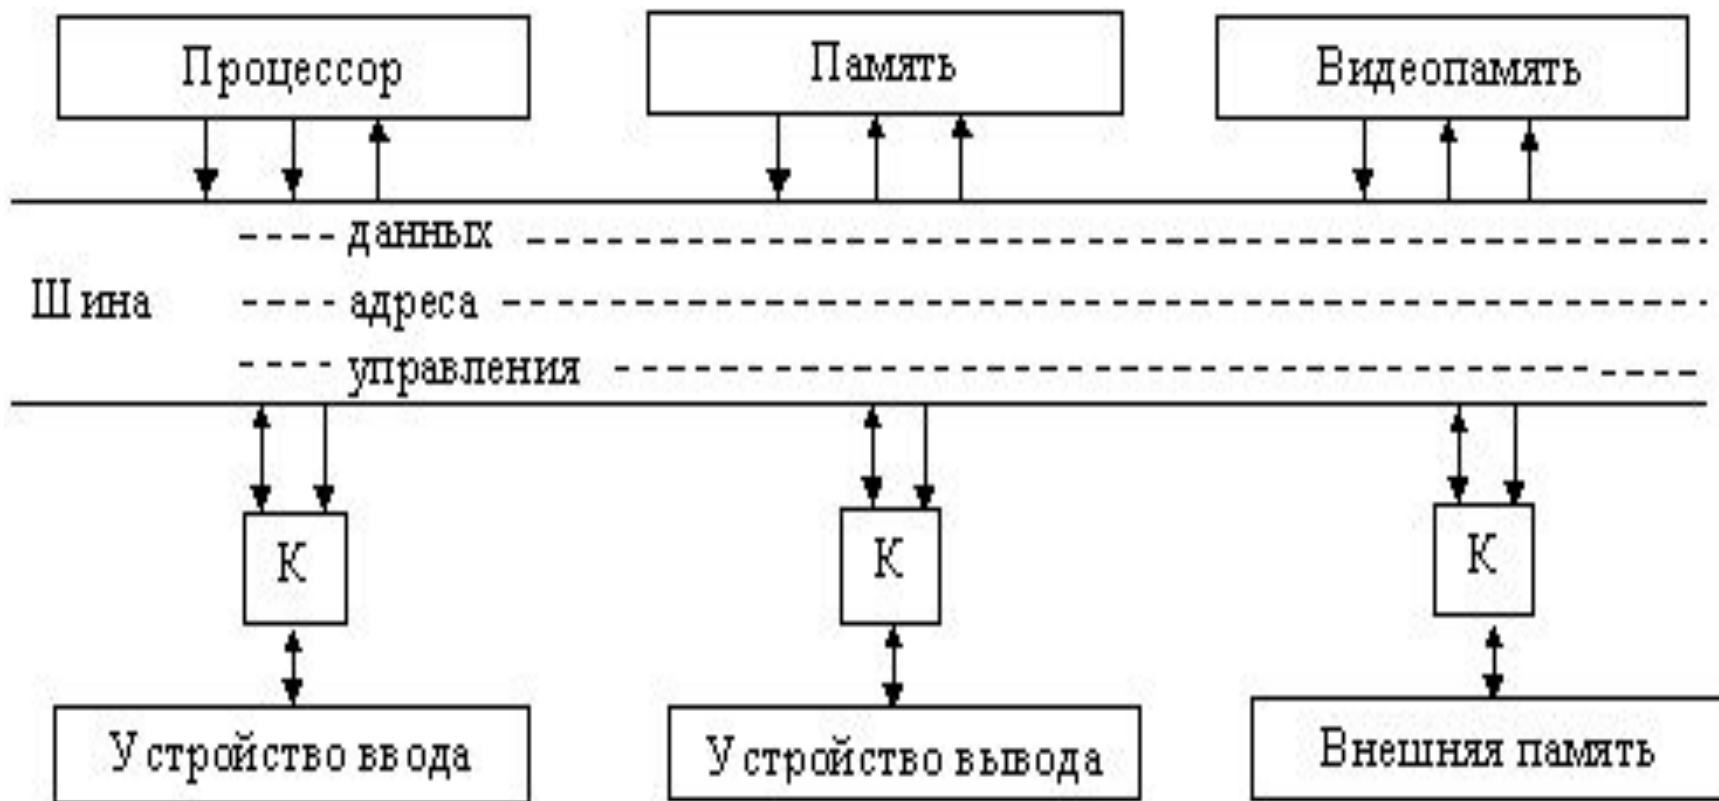 Процессор
Память
Видеопамять
данных
Шина
адреса
управления
К
К
К
Устройство ввода
Устройство вывода
Внешняя память